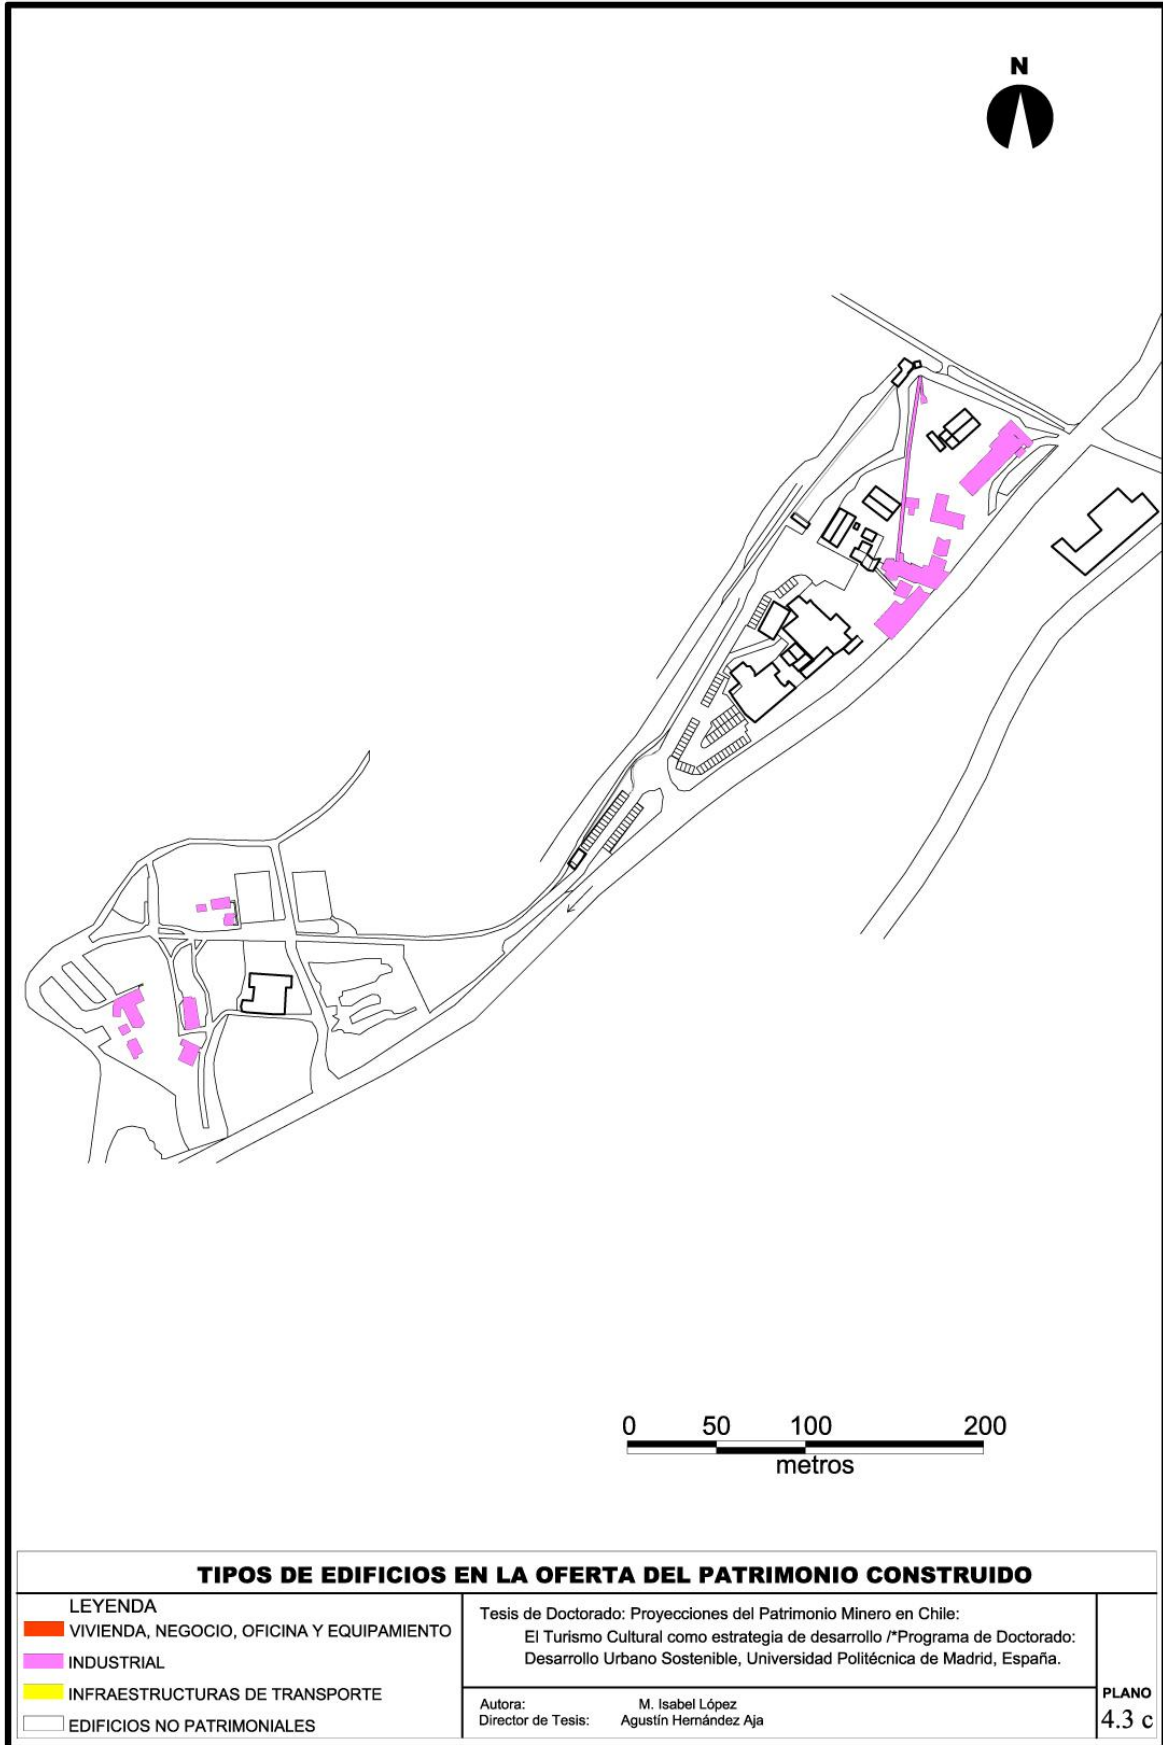 N
0 50 100 200
metros
TIPOS DE EDIFICIOS EN LA OFERTA DEL PATRIMONIO CONSTRUIDO
LEYENDA
VIVIENDA, NEGOCIO, OFICINA Y EQUIPAMIENTO
INDUSTRIAL
INFRAESTRUCTURAS DE TRANSPORTE
EDIFICIOS NO PATRIMONIALES
Tesis de Doctorado: Proyecciones del Patrimonio Minero en Chile:
El Turismo Cultural como estrategia de desarrollo /*Programa de Doctorado:
Desarrollo Urbano Sostenible, Universidad Politécnica de Madrid, España.
Autora: M. Isabel López
Director de Tesis: Agustín Hernández Aja
PLANO
4.3 c